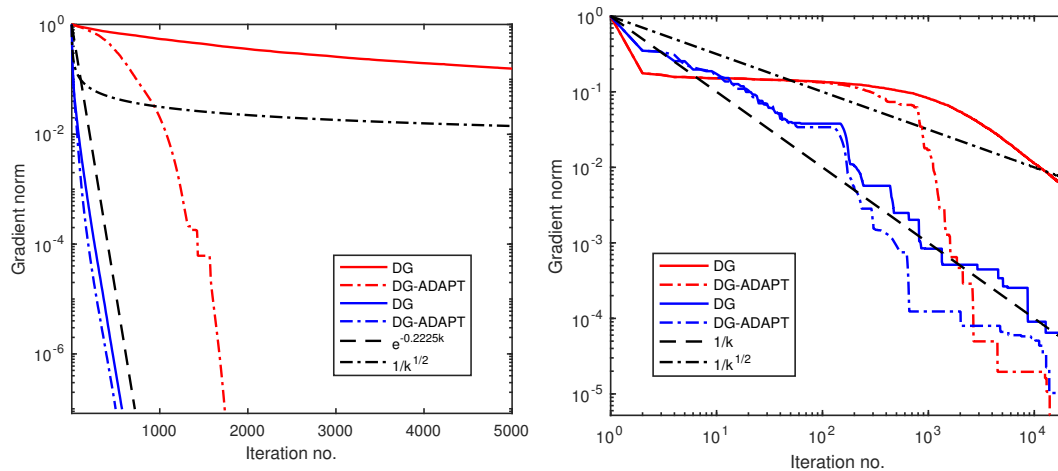 10^0
10^-2
10^-4
10^-6
Gradient norm
1000
2000
3000
4000
5000
Iteration no.
DG
DG-ADAPT
DG
DG-ADAPT
e^-0.2225k
1/k^1/2
10^0
10^-1
10^-2
10^-3
10^-4
10^-5
Gradient norm
10^0
10^1
10^2
10^3
10^4
Iteration no.
DG
DG-ADAPT
DG
DG-ADAPT
1/k
1/k^1/2